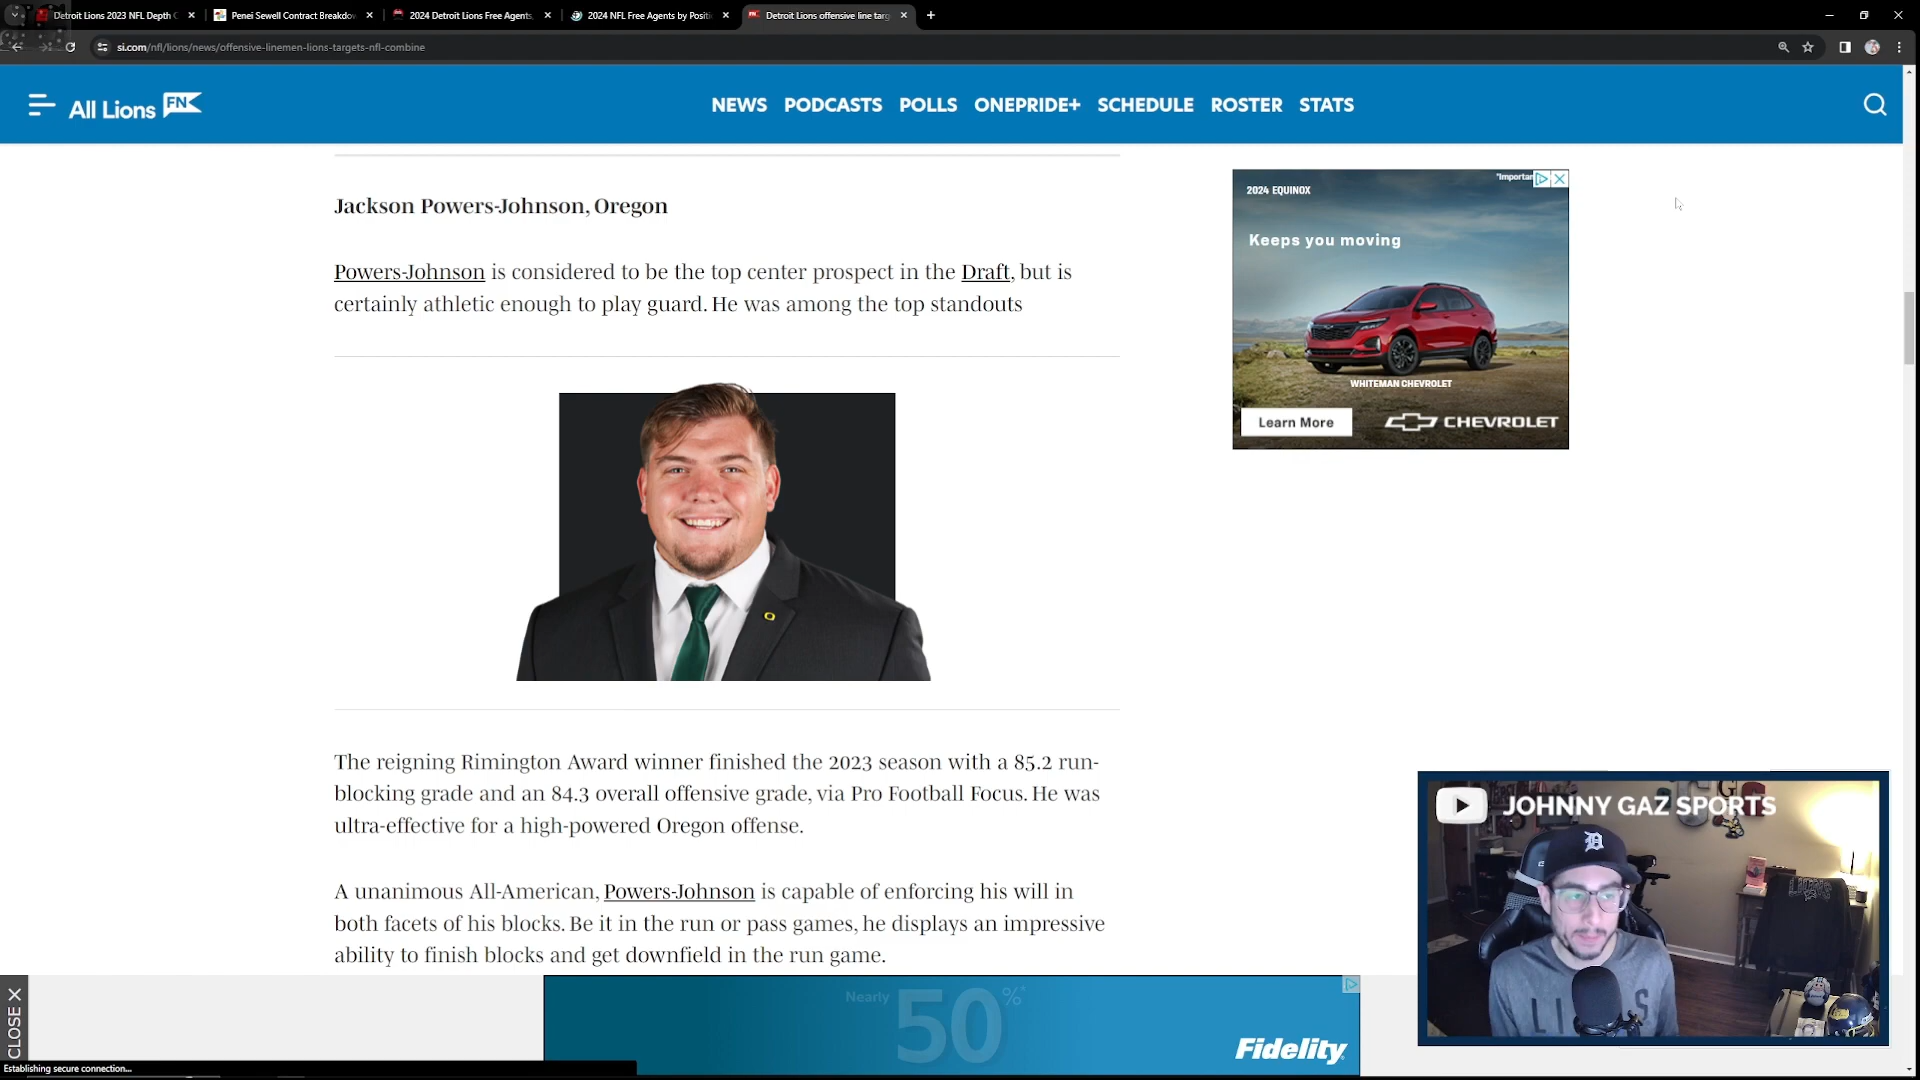 Detroit Lions 2023 NFL Depth C
Penei Sewell Contract Breakdow
2024 Detroit Lions Free Agents,
2024 NFL Free Agents by Positi
Detroit Lions offensive line targ
si.com/nfl/lions/news/offensive-linemen-lions-targets-nfl-combine
All Lions FN
NEWS PODCASTS POLLS ONEPRIDE+ SCHEDULE ROSTER STATS
Jackson Powers-Johnson, Oregon
Powers-Johnson is considered to be the top center prospect in the Draft, but is
certainly athletic enough to play guard. He was among the top standouts
*Importan
2024 EQUINOX
Keeps you moving
WHITEMAN CHEVROLET
Learn More
CHEVROLET
The reigning Rimington Award winner finished the 2023 season with a 85.2 run-
blocking grade and an 84.3 overall offensive grade, via Pro Football Focus. He was
ultra-effective for a high-powered Oregon offense.
A unanimous All-American, Powers-Johnson is capable of enforcing his will in
both facets of his blocks. Be it in the run or pass games, he displays an impressive
ability to finish blocks and get downfield in the run game.
JOHNNY GAZ SPORTS
LIONS
CLOSE X
Nearly
50%*
Fidelity
Establishing secure connection...